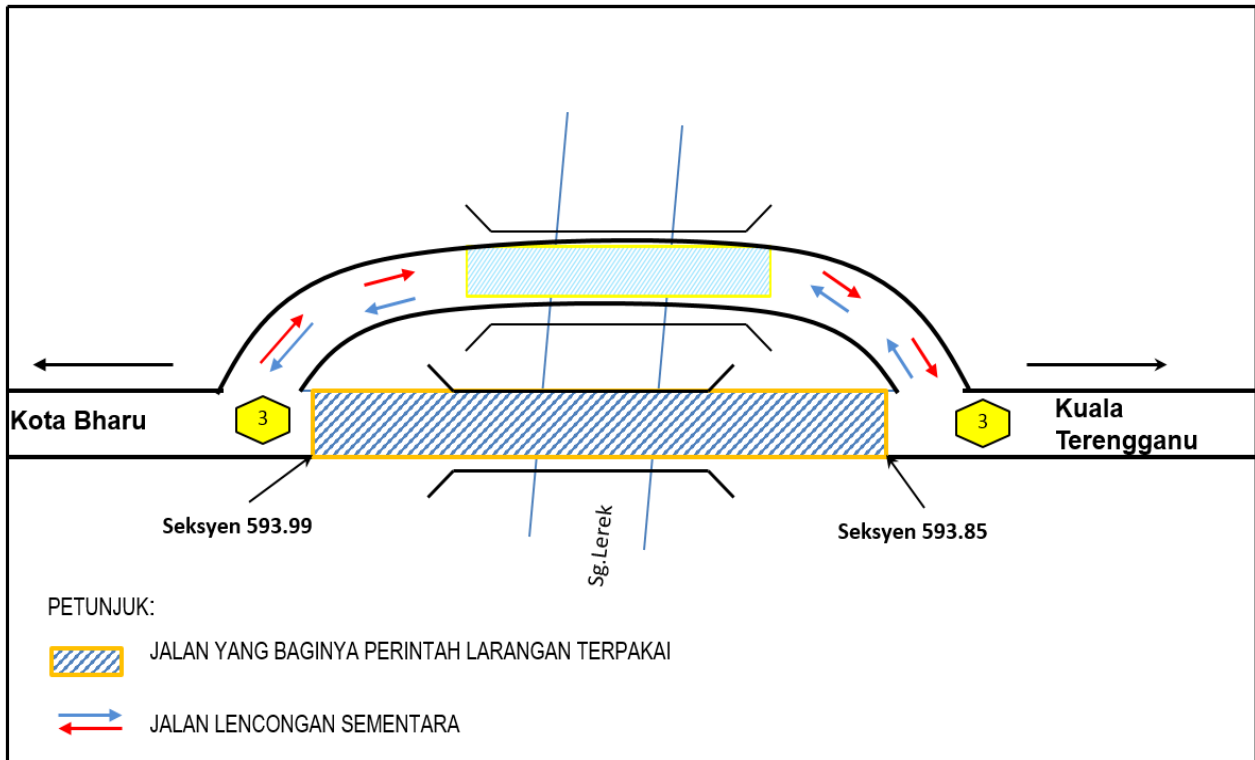 Kota Bharu
3
3
Kuala
Terengganu
Seksyen 593.99
Sg.Lerek
Seksyen 593.85
PETUNJUK:
JALAN YANG BAGINYA PERINTAH LARANGAN TERPAKAI
JALAN LENCONGAN SEMENTARA